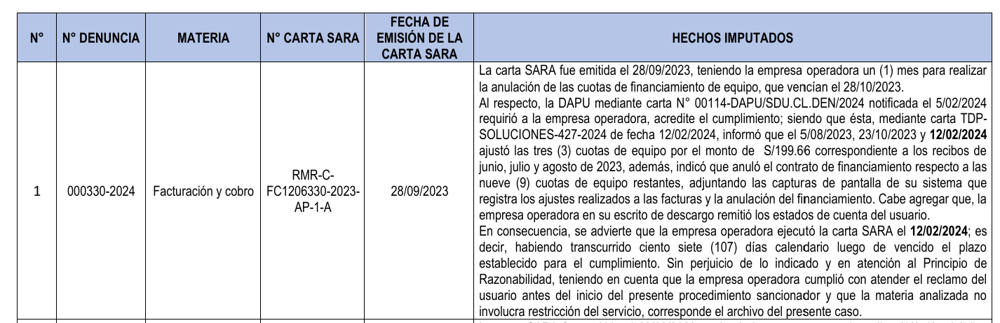 N°
N° DENUNCIA
MATERIA
N° CARTA SARA
FECHA DE
EMISIÓN DE LA
CARTA SARA
HECHOS IMPUTADOS
1
000330-2024
Facturación y cobro
RMR-C-
FC1206330-2023-
AP-1-A
28/09/2023
La carta SARA fue emitida el 28/09/2023, teniendo la empresa operadora un (1) mes para realizar
la anulación de las cuotas de financiamiento de equipo, que vencían el 28/10/2023.
Al respecto, la DAPU mediante carta N° 00114-DAPU/SDU.CL.DEN/2024 notificada el 5/02/2024
requirió a la empresa operadora, acredite el cumplimiento; siendo que ésta, mediante carta TDP-
SOLUCIONES-427-2024 de fecha 12/02/2024, informó que el 5/08/2023, 23/10/2023 y 12/02/2024
ajustó las tres (3) cuotas de equipo por el monto de S/199.66 correspondiente a los recibos de
junio, julio y agosto de 2023, además, indicó que anuló el contrato de financiamiento respecto a las
nueve (9) cuotas de equipo restantes, adjuntando las capturas de pantalla de su sistema que
registra los ajustes realizados a las facturas y la anulación del financiamiento. Cabe agregar que, la
empresa operadora en su escrito de descargo remitió los estados de cuenta del usuario.
En consecuencia, se advierte que la empresa operadora ejecutó la carta SARA el 12/02/2024; es
decir, habiendo transcurrido ciento siete (107) días calendario luego de vencido el plazo
establecido para el cumplimiento. Sin perjuicio de lo indicado y en atención al Principio de
Razonabilidad, teniendo en cuenta que la empresa operadora cumplió con atender el reclamo del
usuario antes del inicio del presente procedimiento sancionador y que la materia analizada no
involucra restricción del servicio, corresponde el archivo del presente caso.